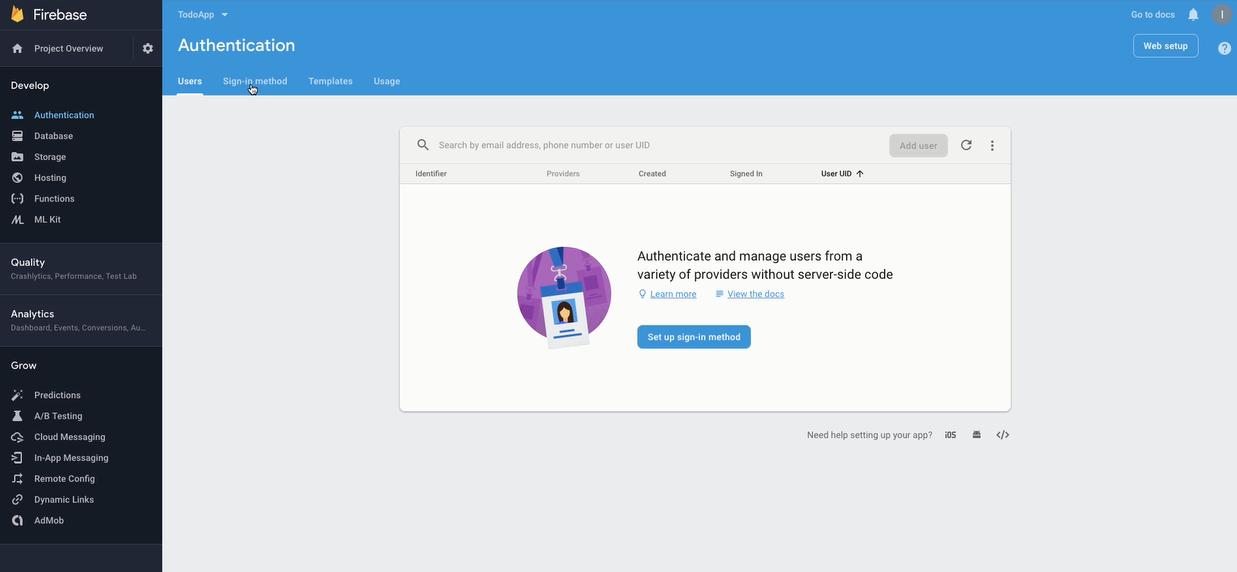 Firebase
Project Overview
Develop
Authentication
Database
Storage
Hosting
Functions
ML Kit
Quality
Crashlytics, Performance, Test Lab
Analytics
Dashboard, Events, Conversions, Au...
Grow
Predictions
A/B Testing
Cloud Messaging
In-App Messaging
Remote Config
Dynamic Links
AdMob
TodoApp
Go to docs
I
Authentication
Web setup
Users Sign-in method Templates Usage
Search by email address, phone number or user UID
Add user
Identifier Providers Created Signed In User UID
Authenticate and manage users from a
variety of providers without server-side code
Learn more View the docs
Set up sign-in method
Need help setting up your app? iOS